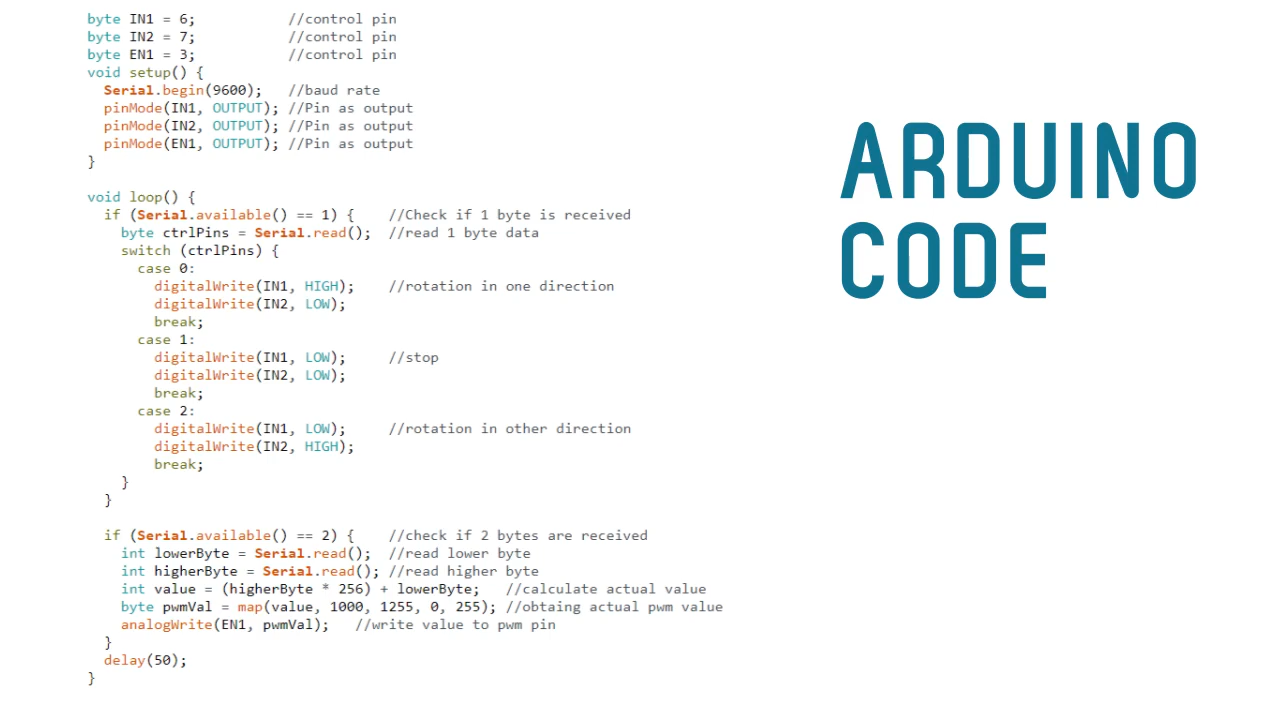 byte IN1 = 6;           //control pin
byte IN2 = 7;           //control pin
byte EN1 = 3;           //control pin
void setup() {
  Serial.begin(9600);   //baud rate
  pinMode(IN1, OUTPUT); //Pin as output
  pinMode(IN2, OUTPUT); //Pin as output
  pinMode(EN1, OUTPUT); //Pin as output
}

void loop() {
  if (Serial.available() == 1) {    //Check if 1 byte is received
    byte ctrlPins = Serial.read();  //read 1 byte data
    switch (ctrlPins) {
      case 0:
        digitalWrite(IN1, HIGH);    //rotation in one direction
        digitalWrite(IN2, LOW);
        break;
      case 1:
        digitalWrite(IN1, LOW);     //stop
        digitalWrite(IN2, LOW);
        break;
      case 2:
        digitalWrite(IN1, LOW);     //rotation in other direction
        digitalWrite(IN2, HIGH);
        break;
    }
  }

  if (Serial.available() == 2) {    //check if 2 bytes are received
    int lowerByte = Serial.read();  //read lower byte
    int higherByte = Serial.read(); //read higher byte
    int value = (higherByte * 256) + lowerByte;   //calculate actual value
    byte pwmVal = map(value, 1000, 1255, 0, 255); //obtaing actual pwm value
    analogWrite(EN1, pwmVal);   //write value to pwm pin
  }
  delay(50);
}
ARDUINO
CODE